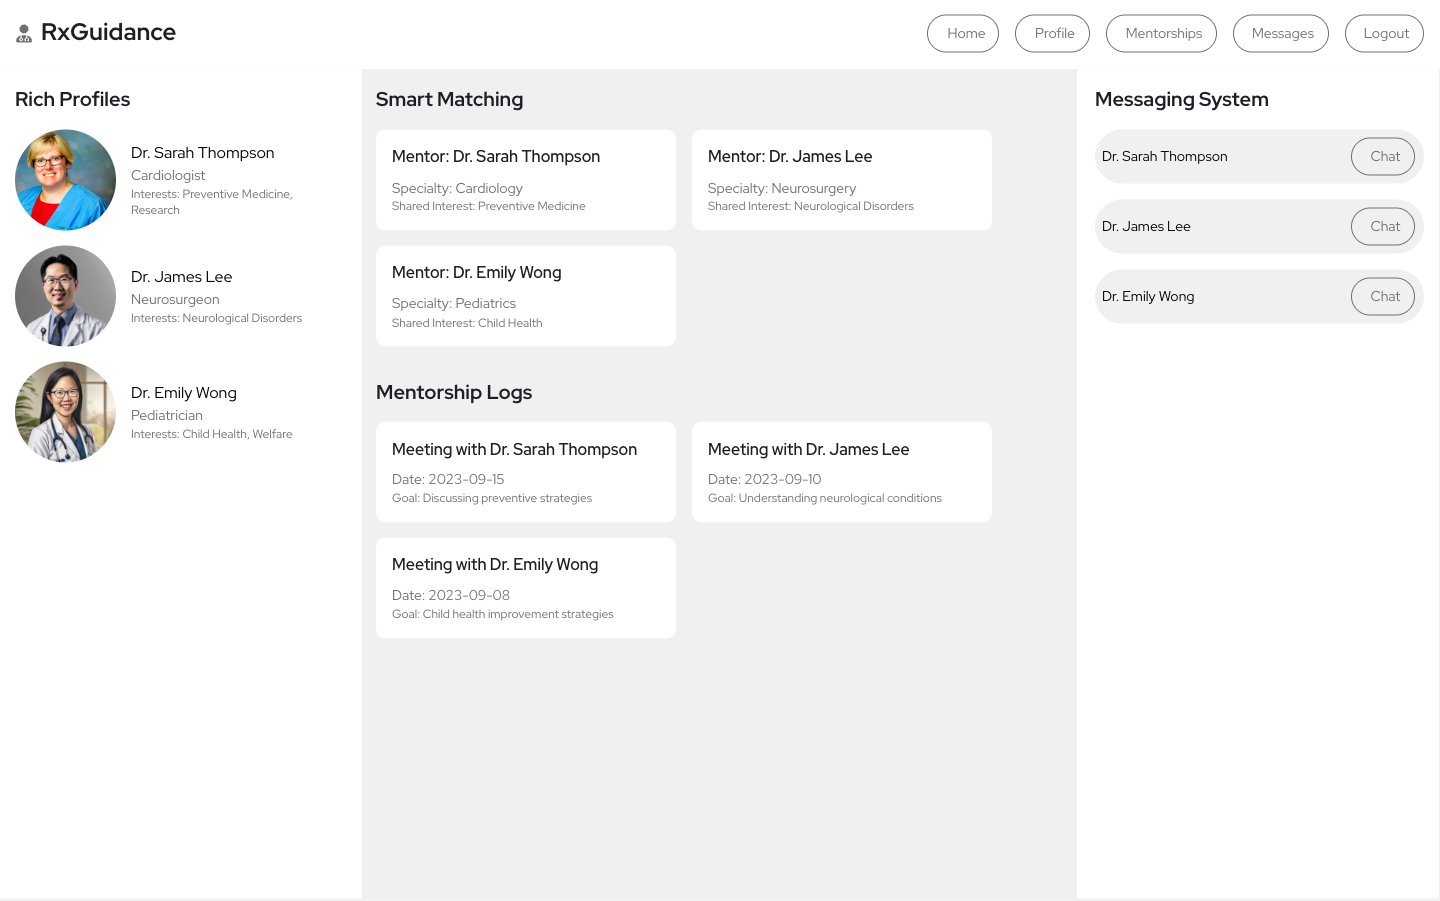 RxGuidance
Home
Profile
Mentorships
Messages
Logout
Rich Profiles
Dr. Sarah Thompson
Cardiologist
Interests: Preventive Medicine,
Research
Dr. James Lee
Neurosurgeon
Interests: Neurological Disorders
Dr. Emily Wong
Pediatrician
Interests: Child Health, Welfare
Smart Matching
Mentor: Dr. Sarah Thompson
Specialty: Cardiology
Shared Interest: Preventive Medicine
Mentor: Dr. James Lee
Specialty: Neurosurgery
Shared Interest: Neurological Disorders
Mentor: Dr. Emily Wong
Specialty: Pediatrics
Shared Interest: Child Health
Mentorship Logs
Meeting with Dr. Sarah Thompson
Date: 2023-09-15
Goal: Discussing preventive strategies
Meeting with Dr. James Lee
Date: 2023-09-10
Goal: Understanding neurological conditions
Meeting with Dr. Emily Wong
Date: 2023-09-08
Goal: Child health improvement strategies
Messaging System
Dr. Sarah Thompson
Chat
Dr. James Lee
Chat
Dr. Emily Wong
Chat